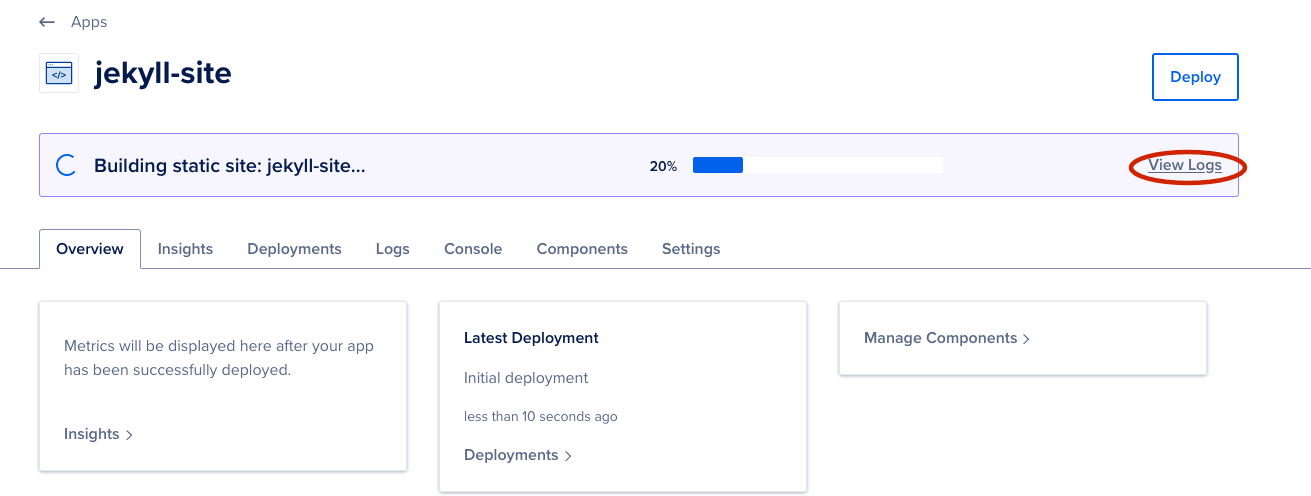 Apps
jekyll-site
Deploy
Building static site: jekyll-site...
20%
View Logs
Overview
Insights
Deployments
Logs
Console
Components
Settings
Metrics will be displayed here after your app
has been successfully deployed.
Insights
Latest Deployment
Initial deployment
less than 10 seconds ago
Deployments
Manage Components